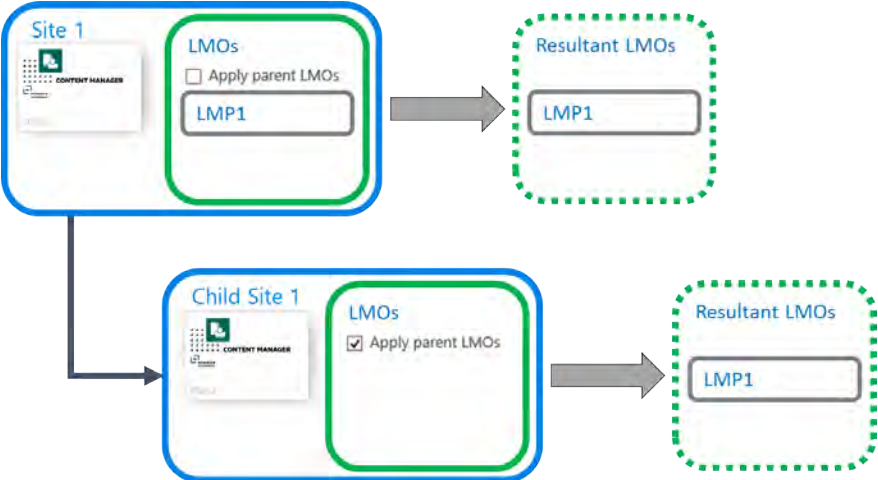 Site 1
CONTENT MANAGER
LMOs
Apply parent LMOs
LMP1
Resultant LMOs
LMP1
Child Site 1
CONTENT MANAGER
LMOs
Apply parent LMOs
Resultant LMOs
LMP1